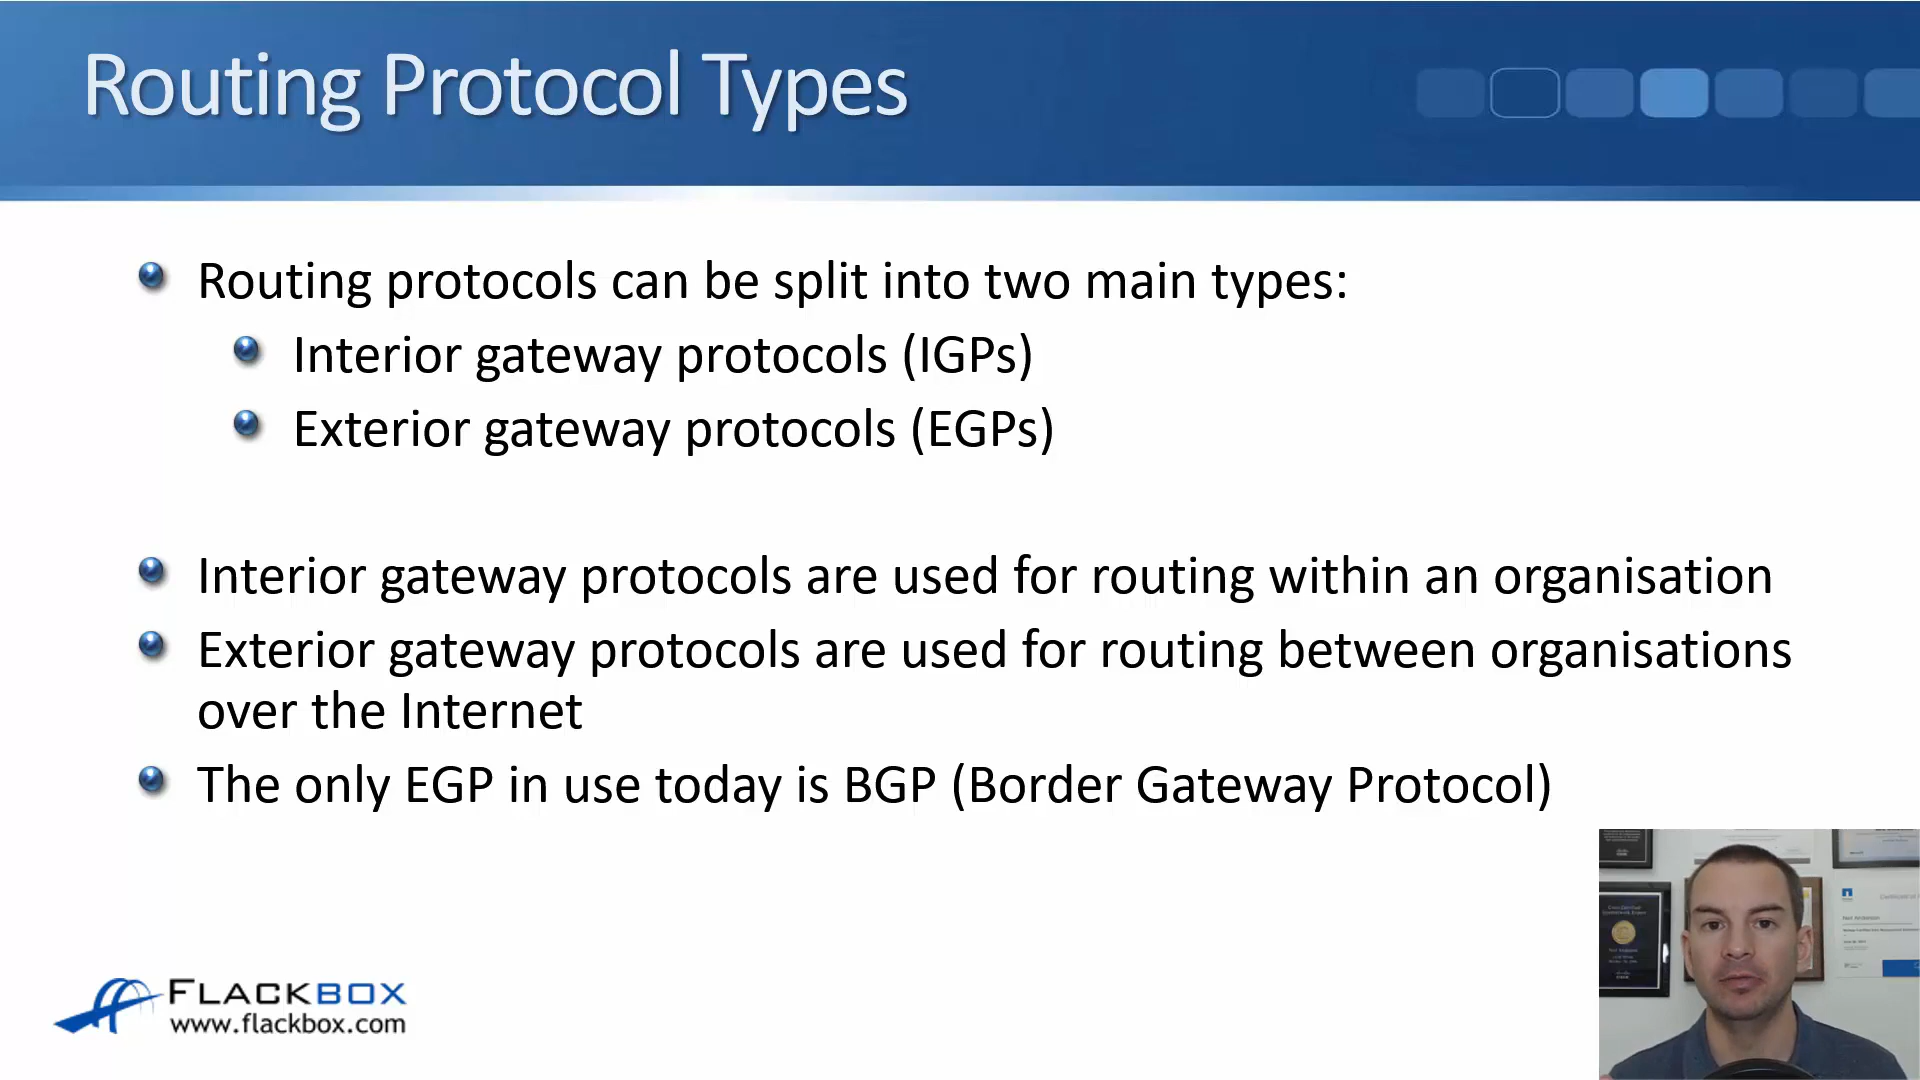 Routing Protocol Types
Routing protocols can be split into two main types:
Interior gateway protocols (IGPs)
Exterior gateway protocols (EGPs)
Interior gateway protocols are used for routing within an organisation
Exterior gateway protocols are used for routing between organisations
over the Internet
The only EGP in use today is BGP (Border Gateway Protocol)
FLACKBOX
www.flackbox.com